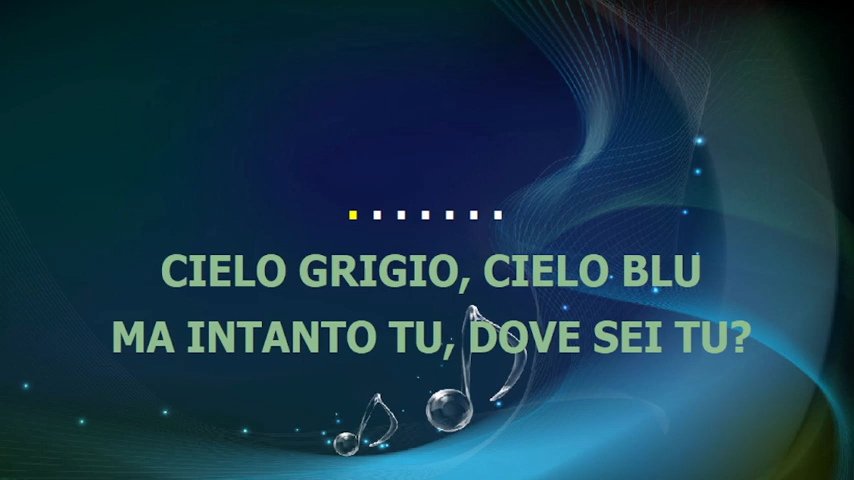 .......
CIELO GRIGIO, CIELO BLU
MA INTANTO TU, DOVE SEI TU?